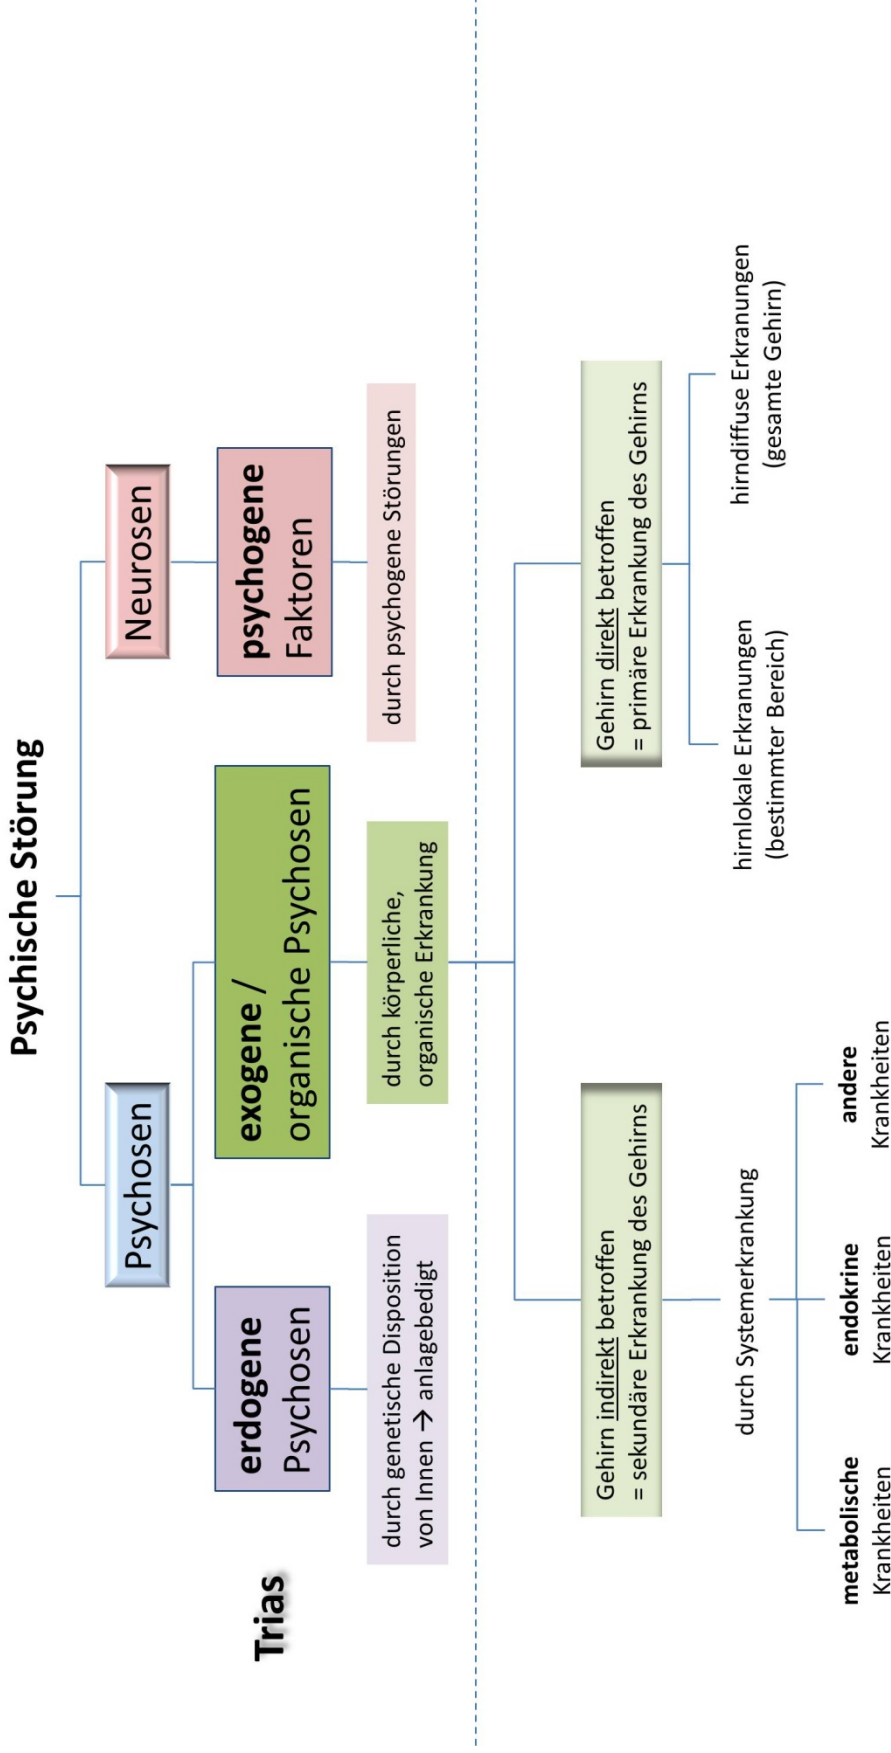 Psychische Störung
Psychosen
Neurosen
Trias
erdogene
Psychosen
exogene /
organische Psychosen
psychogene
Faktoren
durch genetische Disposition
von Innen → anlagebedigt
durch körperliche,
organische Erkrankung
durch psychogene Störungen
Gehirn indirekt betroffen
= sekundäre Erkrankung des Gehirns
Gehirn direkt betroffen
= primäre Erkrankung des Gehirns
durch Systemerkrankung
hirnlokale Erkranungen
(bestimmter Bereich)
hirndiffuse Erkranungen
(gesamte Gehirn)
metabolische
Krankheiten
endokrine
Krankheiten
andere
Krankheiten